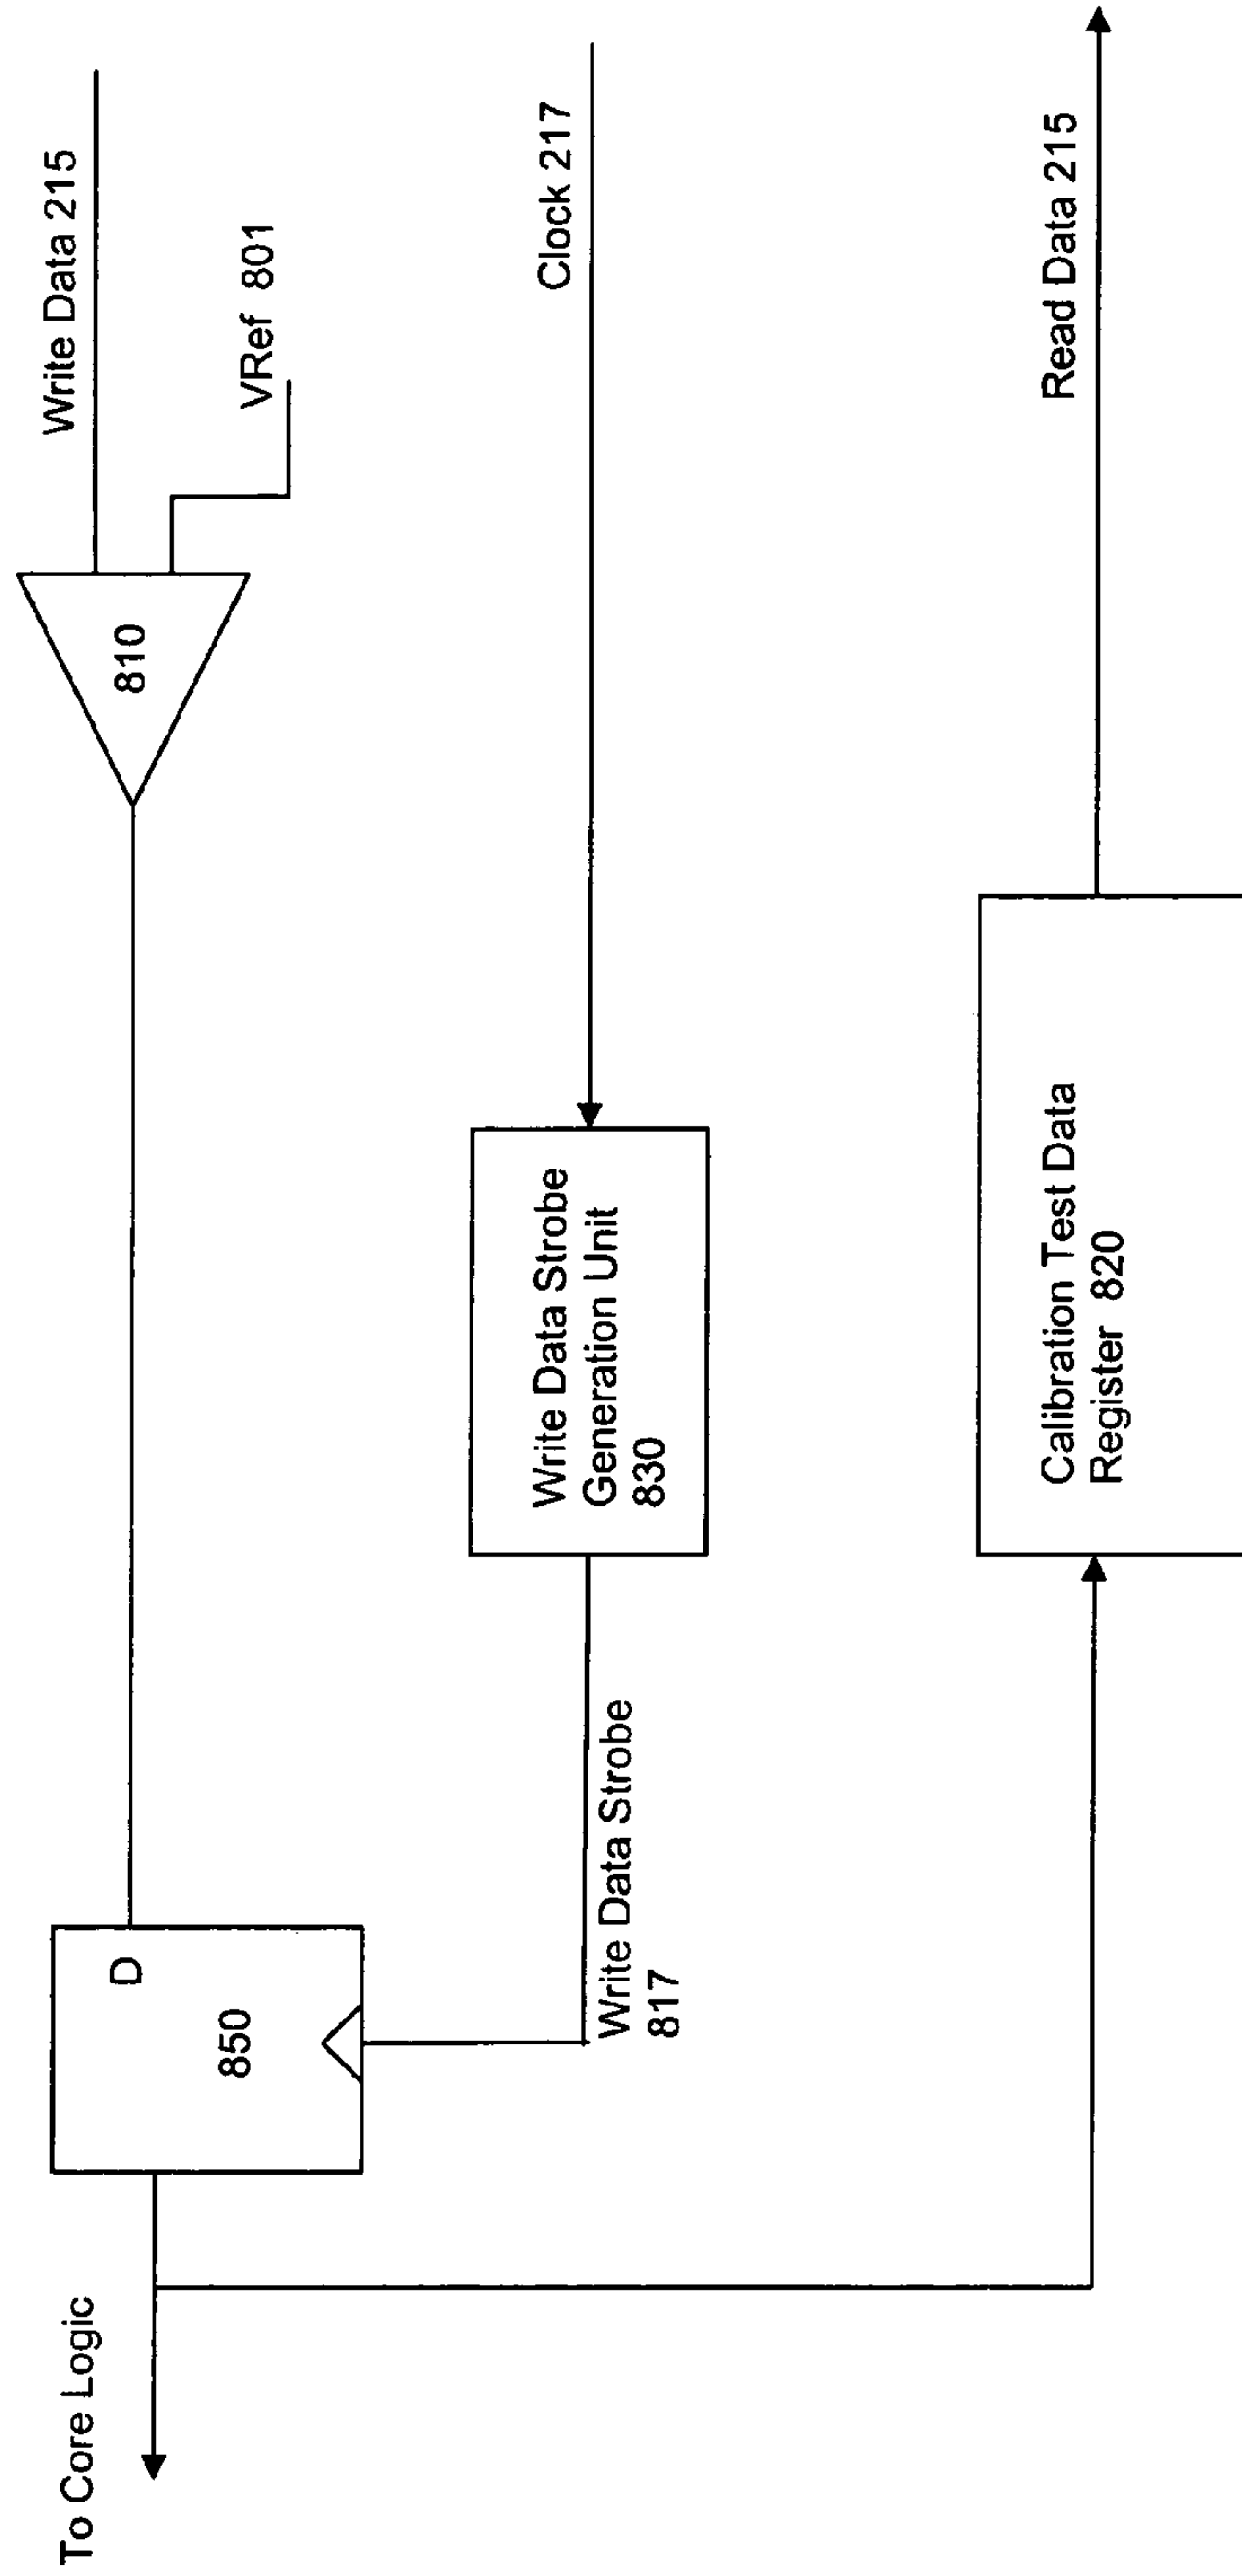 To Core Logic
D
850
810
Write Data 215
VRef 801
Write Data Strobe
817
Write Data Strobe
Generation Unit
830
Clock 217
Calibration Test Data
Register 820
Read Data 215